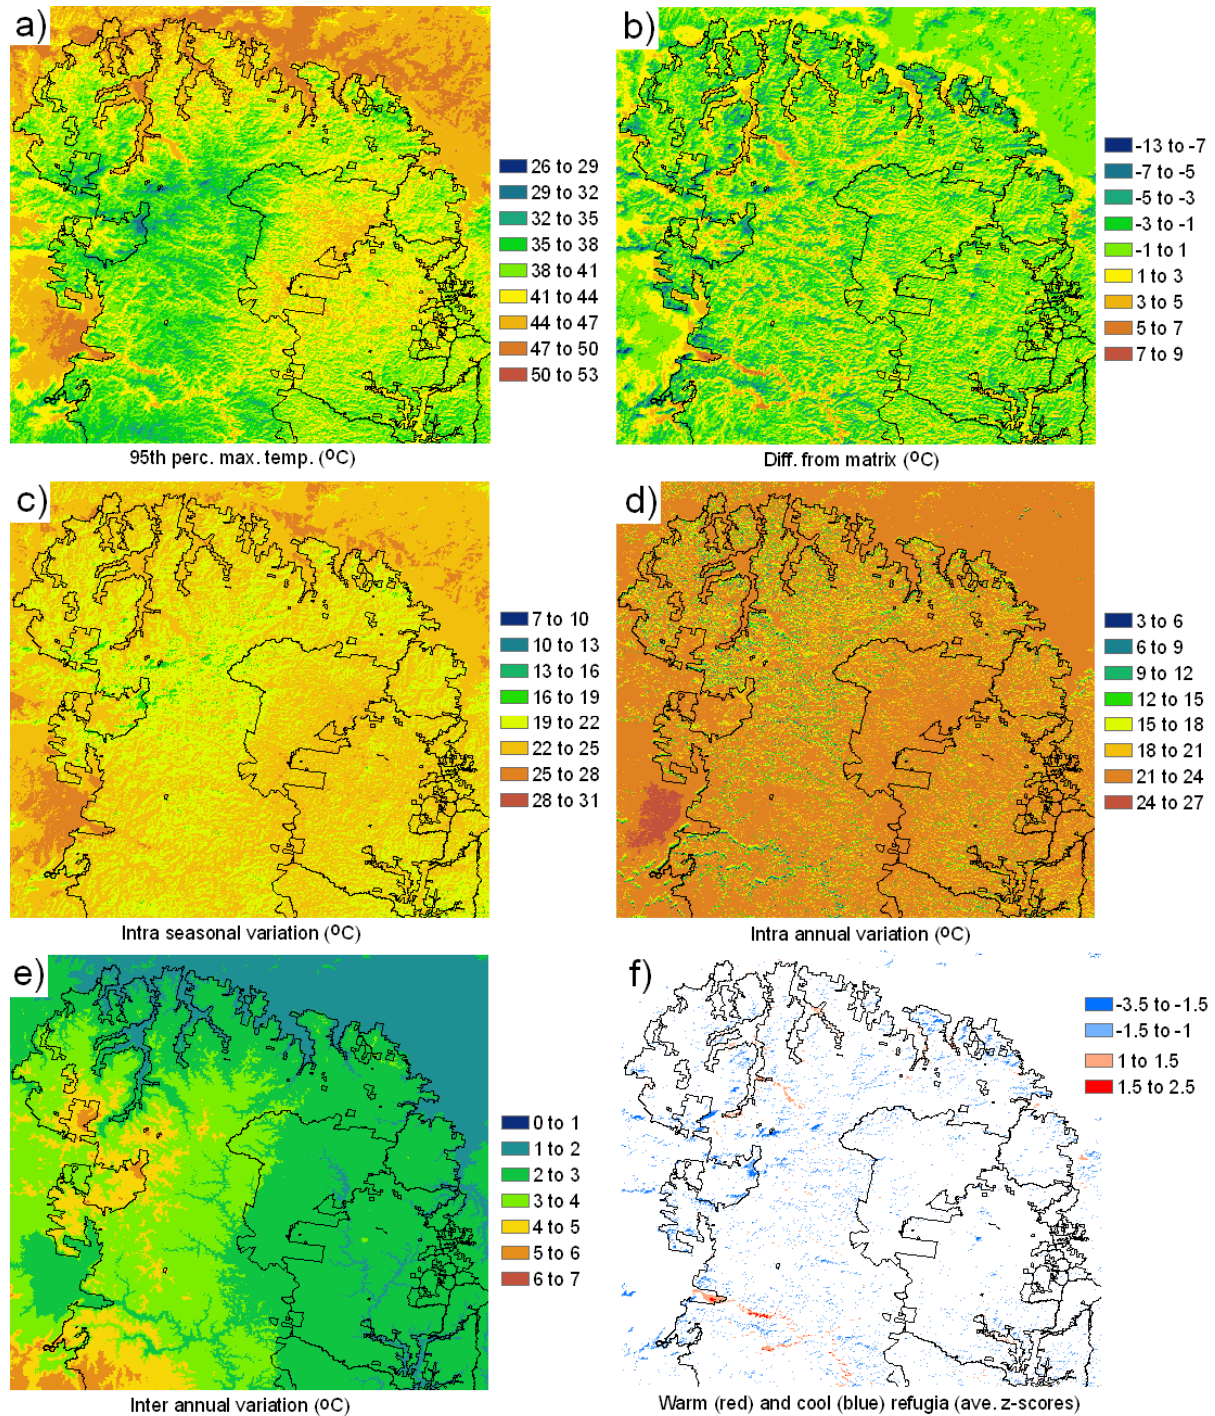 a)
26 to 29
29 to 32
32 to 35
35 to 38
38 to 41
41 to 44
44 to 47
47 to 50
50 to 53
95th perc. max. temp. (ºC)
b)
-13 to -7
-7 to -5
-5 to -3
-3 to -1
-1 to 1
1 to 3
3 to 5
5 to 7
7 to 9
Diff. from matrix (ºC)
c)
7 to 10
10 to 13
13 to 16
16 to 19
19 to 22
22 to 25
25 to 28
28 to 31
Intra seasonal variation (ºC)
d)
3 to 6
6 to 9
9 to 12
12 to 15
15 to 18
18 to 21
21 to 24
24 to 27
Intra annual variation (ºC)
e)
0 to 1
1 to 2
2 to 3
3 to 4
4 to 5
5 to 6
6 to 7
Inter annual variation (ºC)
f)
-3.5 to -1.5
-1.5 to -1
1 to 1.5
1.5 to 2.5
Warm (red) and cool (blue) refugia (ave. z-scores)